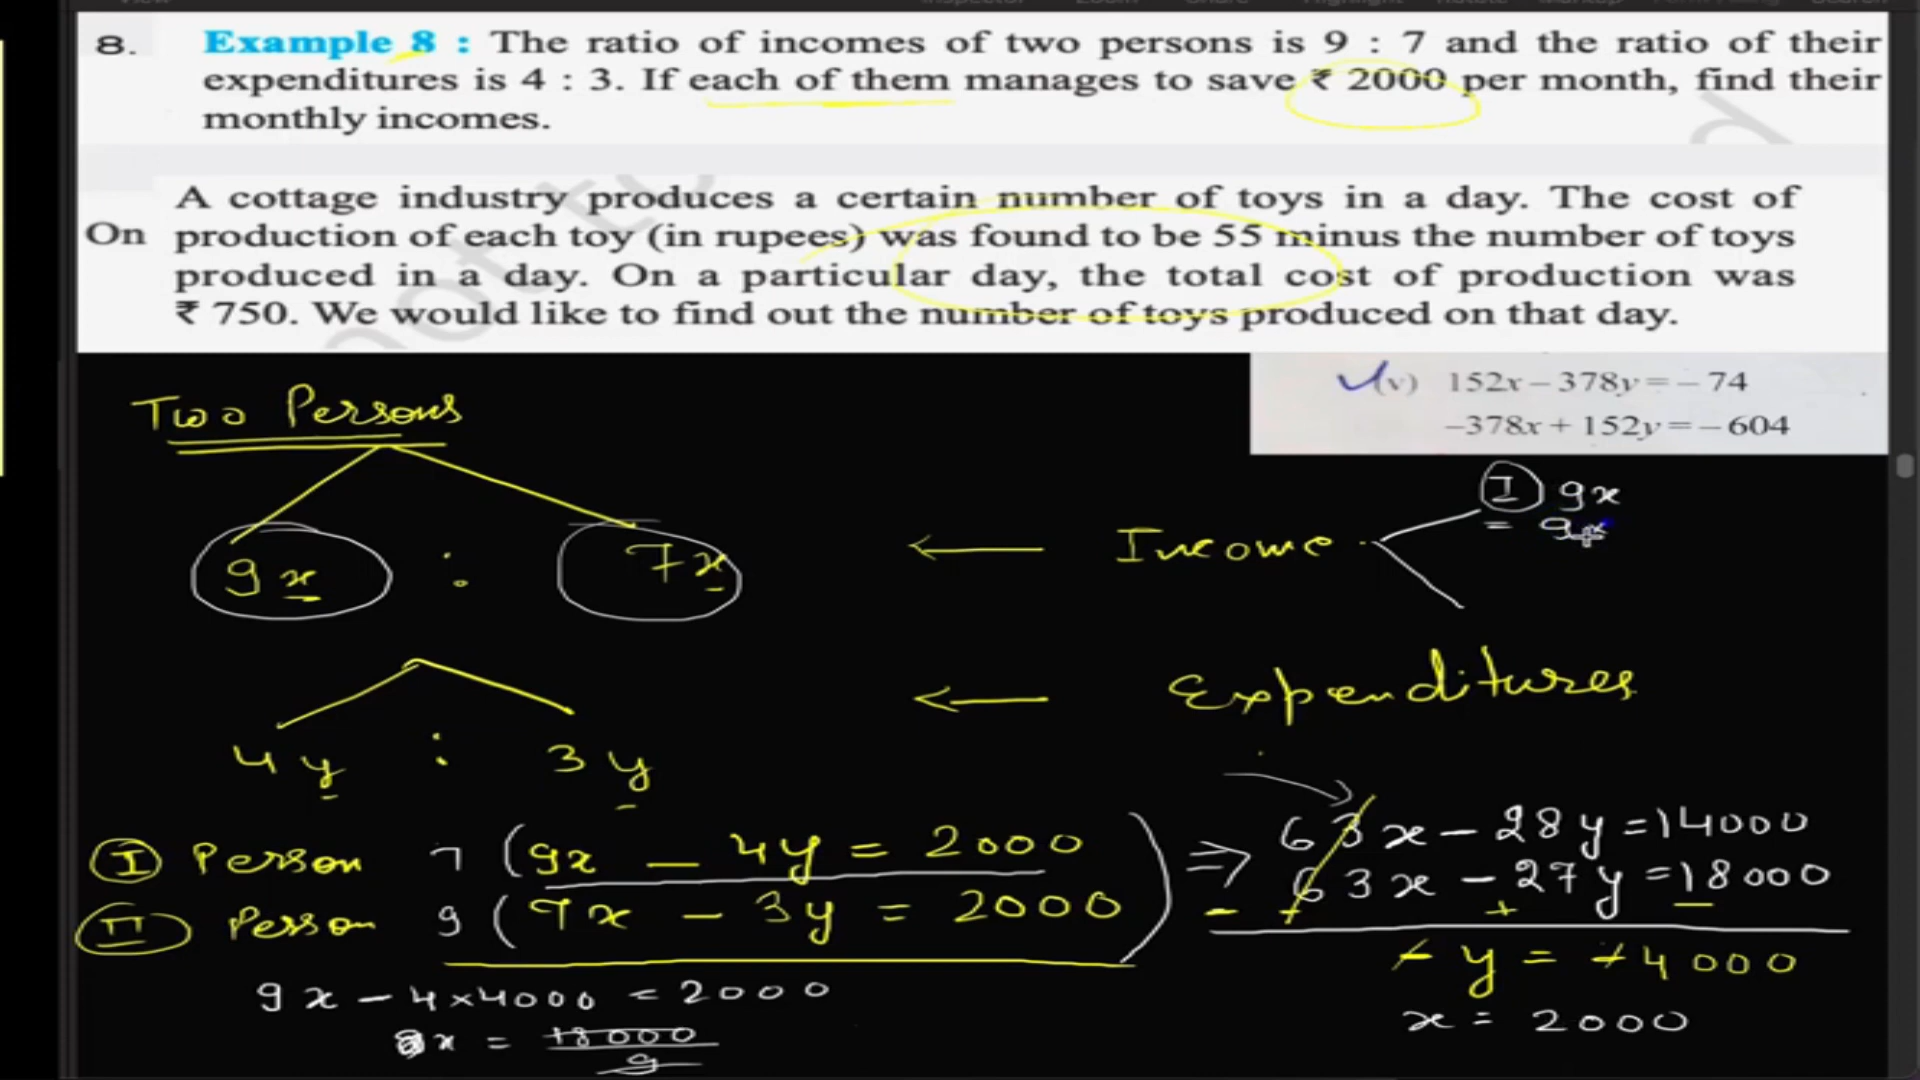 8. Example 8 : The ratio of incomes of two persons is 9 : 7 and the ratio of their
expenditures is 4 : 3. If each of them manages to save ₹ 2000 per month, find their
monthly incomes.
A cottage industry produces a certain number of toys in a day. The cost of
On production of each toy (in rupees) was found to be 55 minus the number of toys
produced in a day. On a particular day, the total cost of production was
₹ 750. We would like to find out the number of toys produced on that day.
(v) 152x – 378y = – 74
–378x + 152y = – 604
Two Persons
I 9x
= 9x
9x : 7x ← Income
4y : 3y ← Expenditures
I Person 7 (9x – 4y = 2000
II Person 9 (7x – 3y = 2000)
⇒ 63x – 28y = 14000
63x – 27y = 18000
– + –
– y = – 4000
x = 2000
9x – 4×4000 = 2000
x = 18000
9